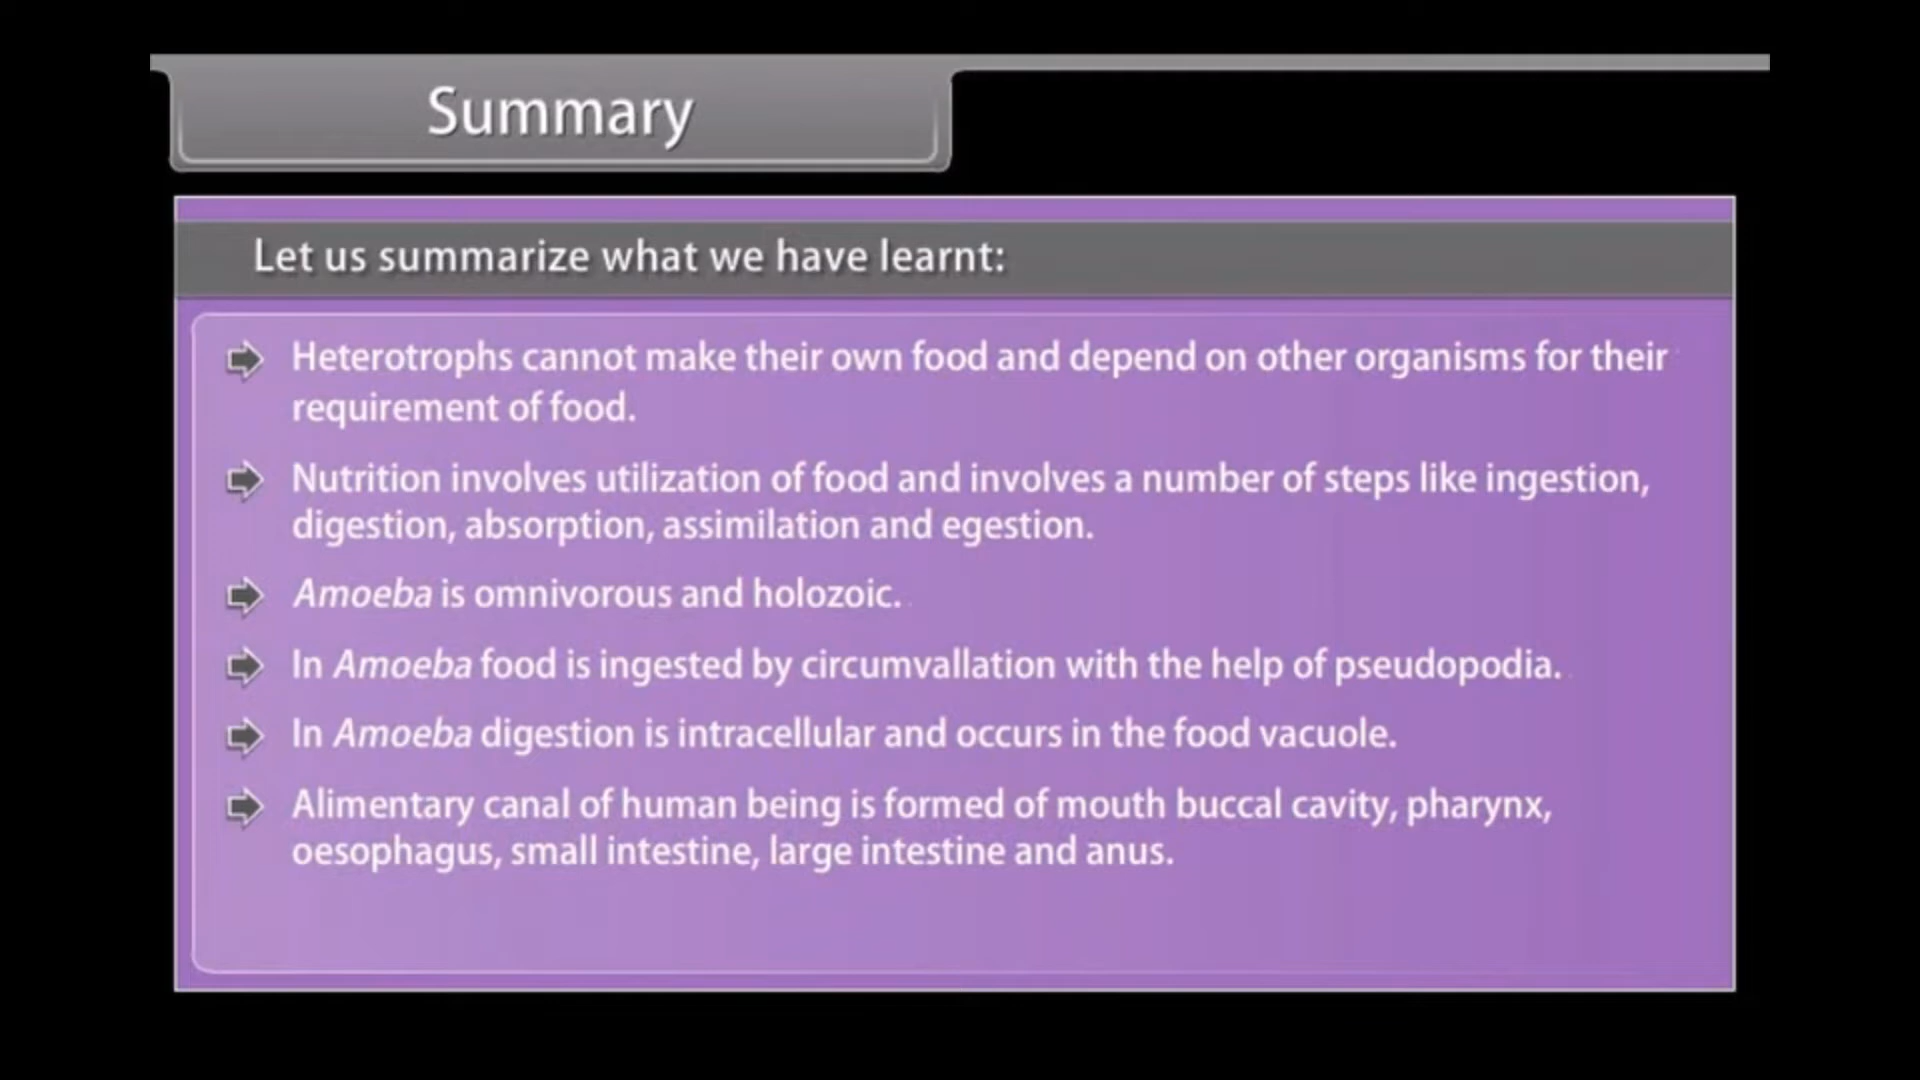 Summary
Let us summarize what we have learnt:
Heterotrophs cannot make their own food and depend on other organisms for their
requirement of food.
Nutrition involves utilization of food and involves a number of steps like ingestion,
digestion, absorption, assimilation and egestion.
Amoeba is omnivorous and holozoic.
In Amoeba food is ingested by circumvallation with the help of pseudopodia.
In Amoeba digestion is intracellular and occurs in the food vacuole.
Alimentary canal of human being is formed of mouth buccal cavity, pharynx,
oesophagus, small intestine, large intestine and anus.